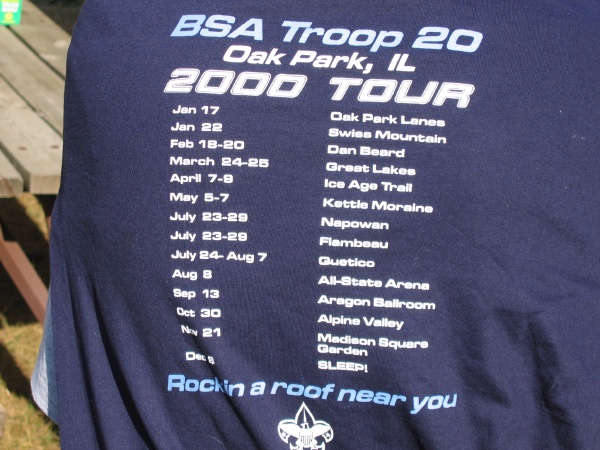 BSA Troop 20
Oak Park, IL
2000 TOUR
Jan 17 Oak Park Lanes
Jan 22 Swiss Mountain
Feb 18-20 Dan Beard
March 24-25 Great Lakes
April 7-9 Ice Age Trail
May 5-7 Kettle Moraine
July 23-29 Napowan
July 23-29 Flambeau
July 24- Aug 7 Quetico
Aug 8 All-State Arena
Sep 13 Aragon Ballroom
Oct 30 Alpine Valley
Nov 21 Madison Square
Garden
Dec 8 SLEEP!
Rockin a roof near you